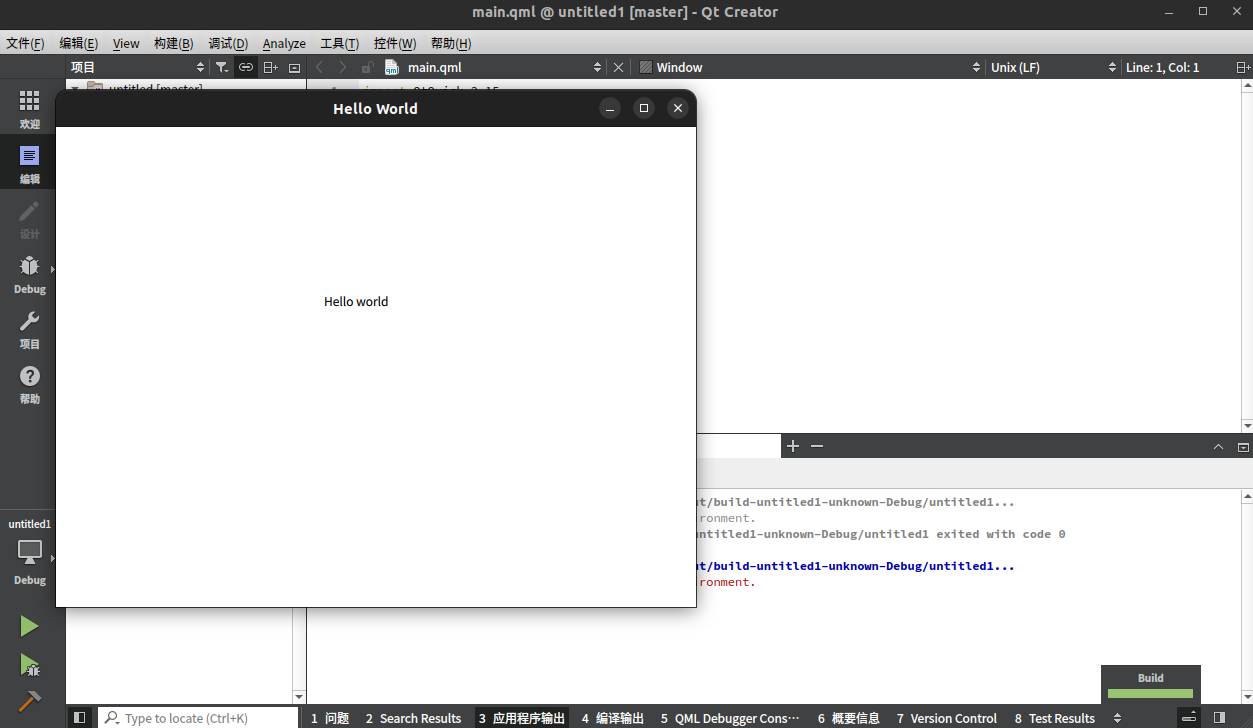 main.qml @ untitled1 [master] - Qt Creator
文件(F) 编辑(E) View 构建(B) 调试(D) Analyze 工具(T) 控件(W) 帮助(H)
项目 main.qml Window Unix (LF) Line: 1, Col: 1
untitled [master]
Hello World
欢迎
编辑
设计
Debug
项目
帮助
Hello world
untitled1
Debug
t/build-untitled1-unknown-Debug/untitled1...
ronment.
untitled1-unknown-Debug/untitled1 exited with code 0
t/build-untitled1-unknown-Debug/untitled1...
ronment.
Build
Type to locate (Ctrl+K) 1 问题 2 Search Results 3 应用程序输出 4 编译输出 5 QML Debugger Cons··· 6 概要信息 7 Version Control 8 Test Results